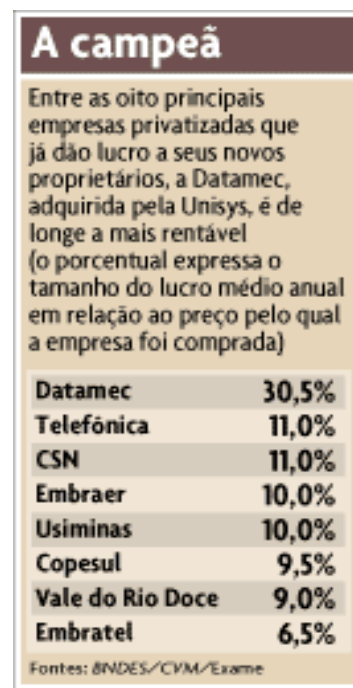 A campeã
Entre as oito principais
empresas privatizadas que
já dão lucro a seus novos
proprietários, a Datamec,
adquirida pela Unisys, é de
longe a mais rentável
(o porcentual expressa o
tamanho do lucro médio anual
em relação ao preço pelo qual
a empresa foi comprada)
Datamec 30,5%
Telefônica 11,0%
CSN 11,0%
Embraer 10,0%
Usiminas 10,0%
Copesul 9,5%
Vale do Rio Doce 9,0%
Embratel 6,5%
Fontes: BNDES/CVM/Exame